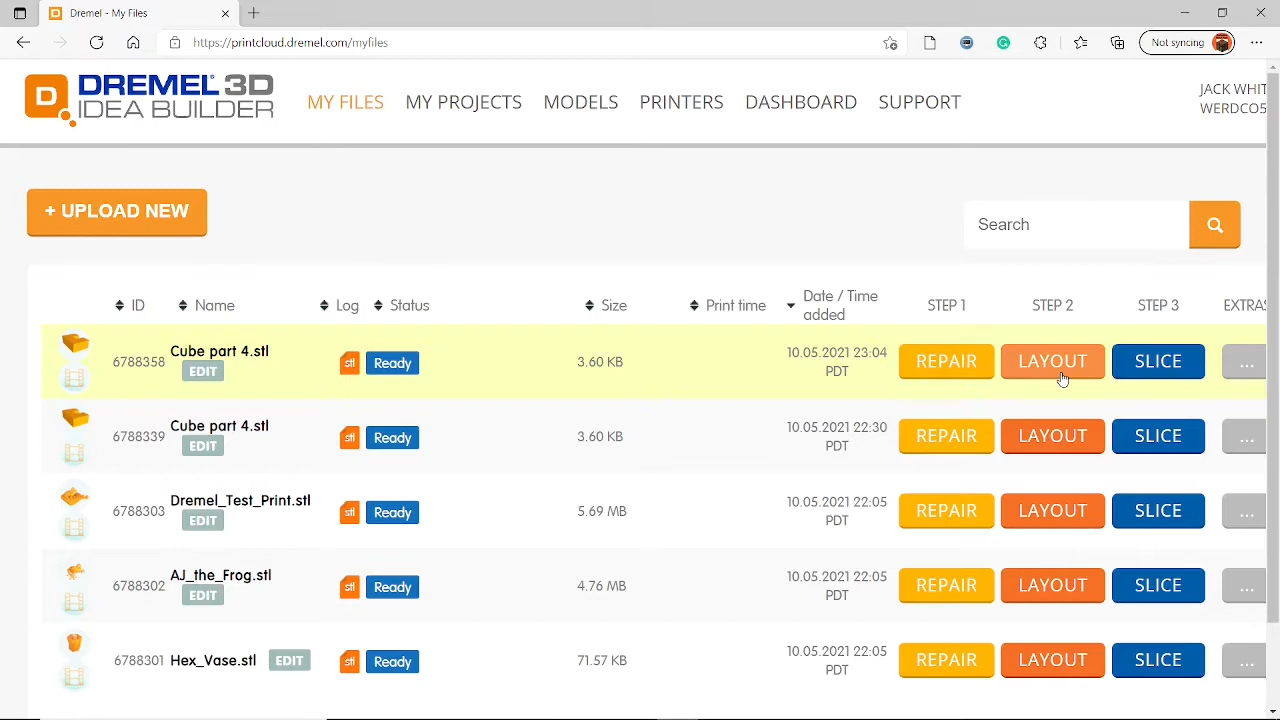 Dremel - My Files
https://printcloud.dremel.com/myfiles
Not syncing
D DREMEL® 3D
IDEA BUILDER
MY FILES MY PROJECTS MODELS PRINTERS DASHBOARD SUPPORT
JACK WHIT
WERDCO5
+ UPLOAD NEW
Search
ID Name Log Status Size Print time Date / Time added STEP 1 STEP 2 STEP 3 EXTRAS
6788358 Cube part 4.stl EDIT stl Ready 3.60 KB 10.05.2021 23:04 PDT REPAIR LAYOUT SLICE ...
6788339 Cube part 4.stl EDIT stl Ready 3.60 KB 10.05.2021 22:30 PDT REPAIR LAYOUT SLICE ...
6788303 Dremel_Test_Print.stl EDIT stl Ready 5.69 MB 10.05.2021 22:05 PDT REPAIR LAYOUT SLICE ...
6788302 AJ_the_Frog.stl EDIT stl Ready 4.76 MB 10.05.2021 22:05 PDT REPAIR LAYOUT SLICE ...
6788301 Hex_Vase.stl EDIT stl Ready 71.57 KB 10.05.2021 22:05 PDT REPAIR LAYOUT SLICE ...